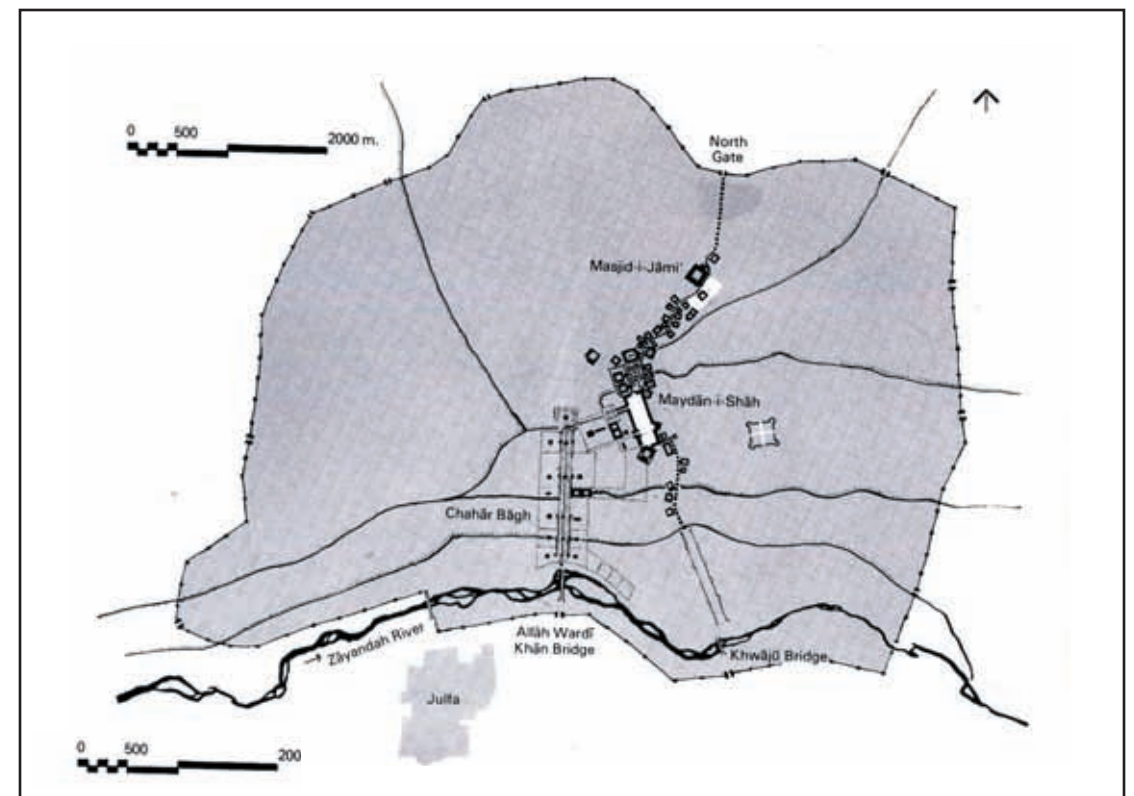 0 500 2000 m.
North
Gate
Masjid-i-Jāmi'
Maydān-i-Shāh
Chahār Bāgh
Allāh Wardī
Khān Bridge
→ Zāyandah River
Khwājū Bridge
Julfa
0 500 200